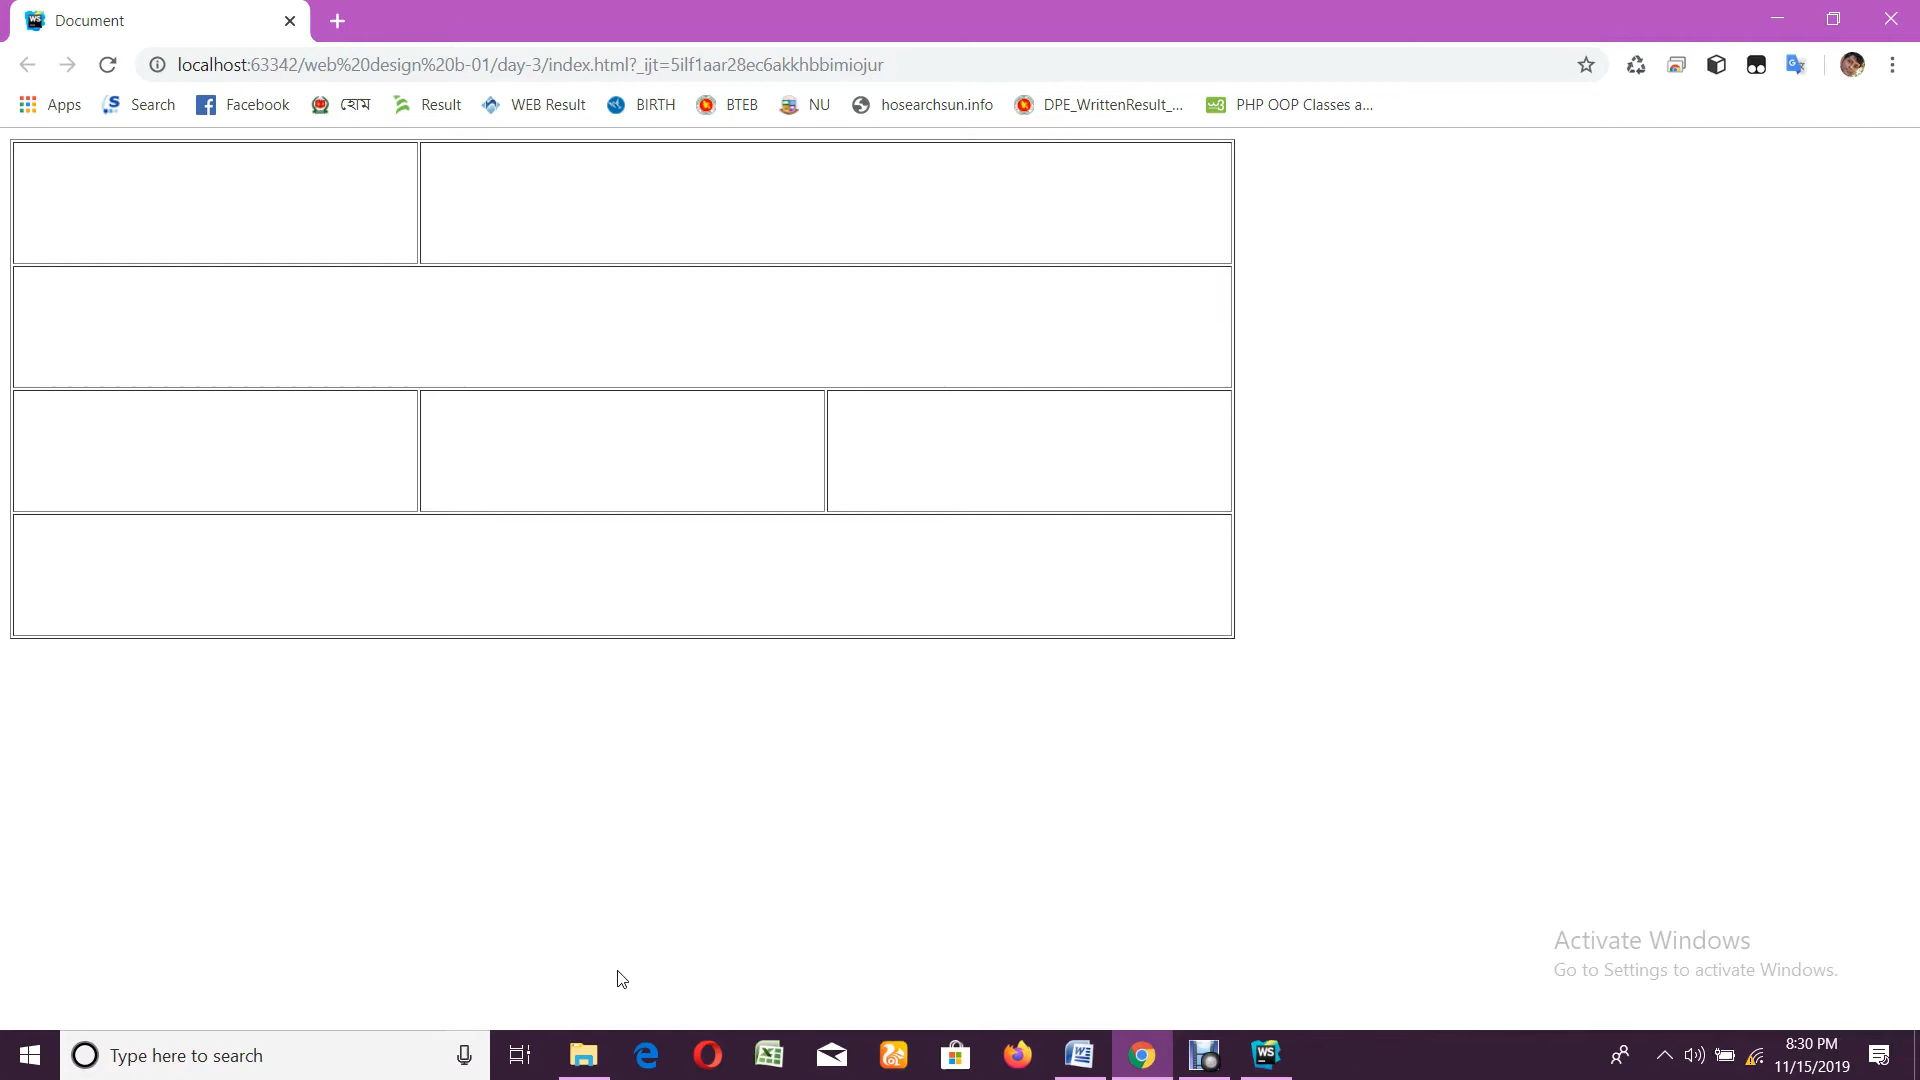 Document
localhost:63342/web%20design%20b-01/day-3/index.html?_ijt=5ilf1aar28ec6akkhbbimiojur
Apps Search Facebook হোম Result WEB Result BIRTH BTEB NU hosearchsun.info DPE_WrittenResult_... PHP OOP Classes a...
Activate Windows
Go to Settings to activate Windows.
Type here to search
8:30 PM
11/15/2019